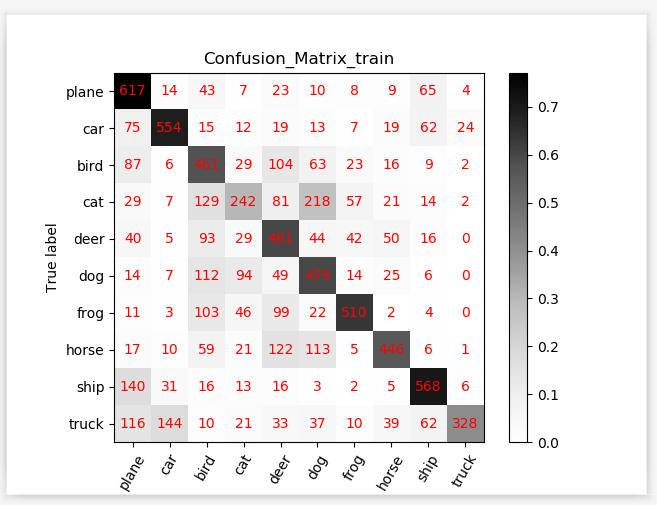 Confusion_Matrix_train
plane 617 14 43 7 23 10 8 9 65 4
car 75 554 15 12 19 13 7 19 62 24
bird 87 6 461 29 104 63 23 16 9 2
cat 29 7 129 242 81 218 57 21 14 2
deer 40 5 93 29 481 44 42 50 16 0
dog 14 7 112 94 49 479 14 25 6 0
frog 11 3 103 46 99 22 510 2 4 0
horse 17 10 59 21 122 113 5 446 6 1
ship 140 31 16 13 16 3 2 5 568 6
truck 116 144 10 21 33 37 10 39 62 328
True label
plane car bird cat deer dog frog horse ship truck
0.7
0.6
0.5
0.4
0.3
0.2
0.1
0.0